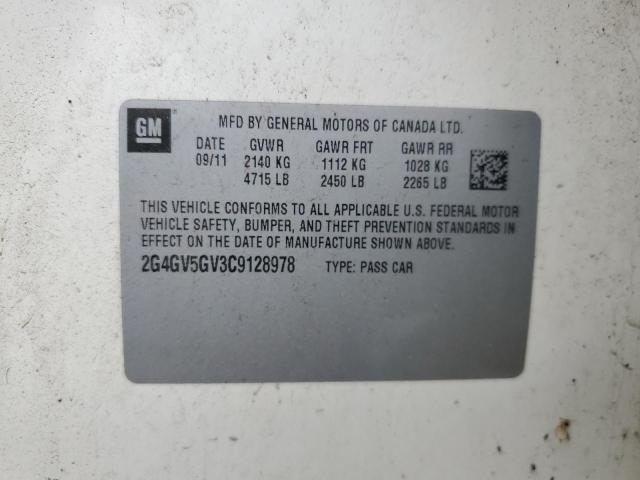 GM
MFD BY GENERAL MOTORS OF CANADA LTD.
DATE GVWR GAWR FRT GAWR RR
09/11 2140 KG 1112 KG 1028 KG
4715 LB 2450 LB 2265 LB
THIS VEHICLE CONFORMS TO ALL APPLICABLE U.S. FEDERAL MOTOR
VEHICLE SAFETY, BUMPER, AND THEFT PREVENTION STANDARDS IN
EFFECT ON THE DATE OF MANUFACTURE SHOWN ABOVE.
2G4GV5GV3C9128978 TYPE: PASS CAR